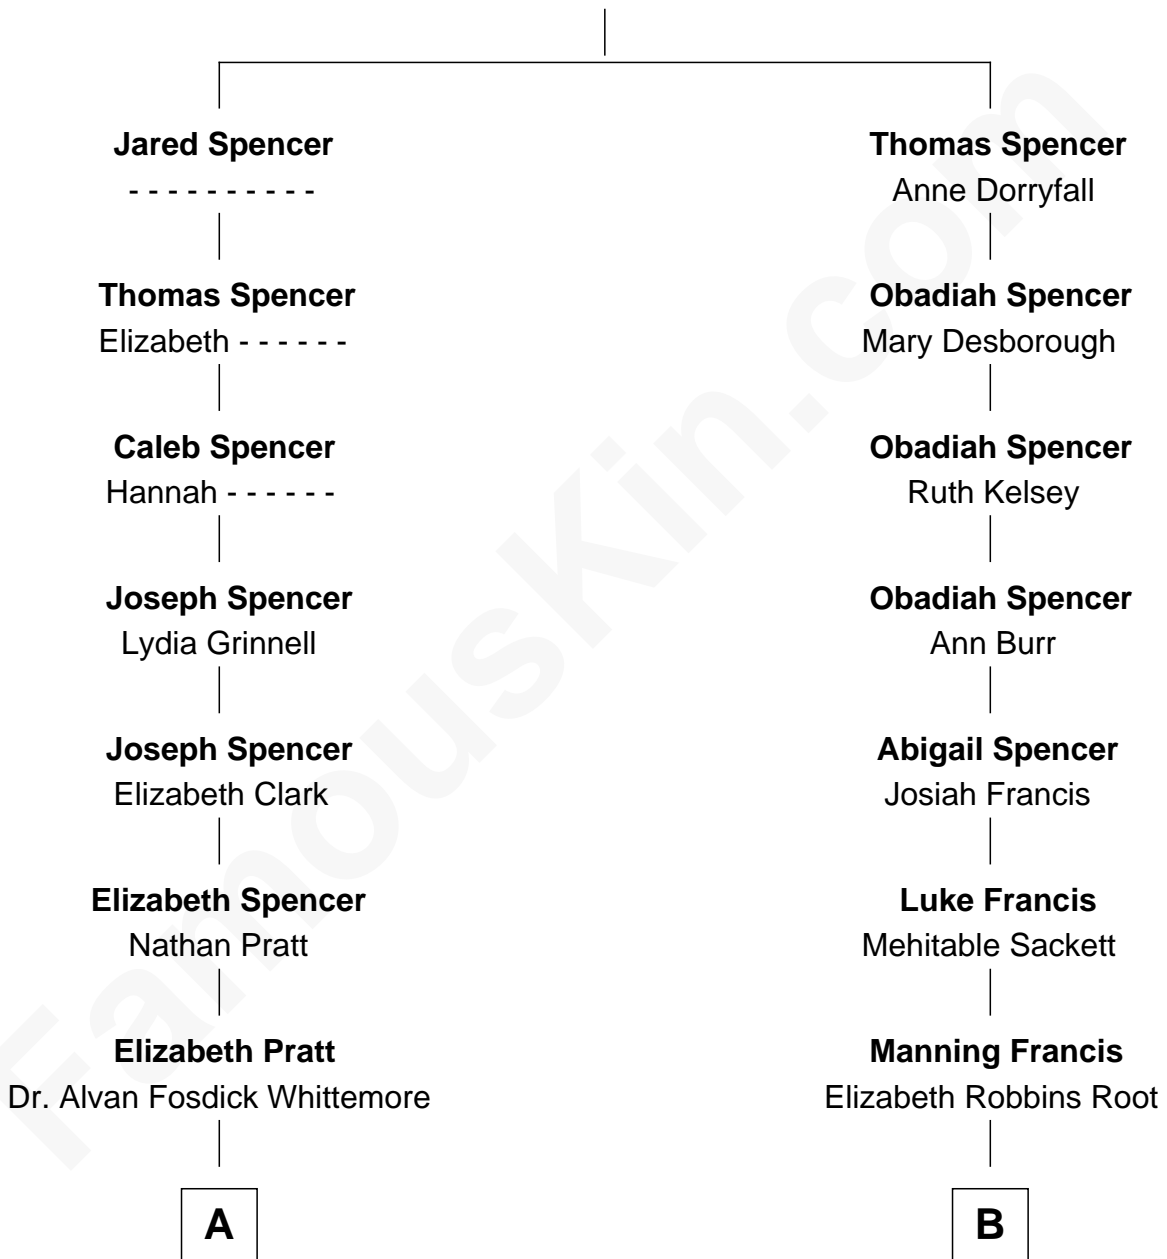 Jared Spencer
- - - - - - - - - -
Thomas Spencer
Anne Dorryfall
Thomas Spencer
Elizabeth - - - - - -
Obadiah Spencer
Mary Desborough
Caleb Spencer
Hannah - - - - - -
Obadiah Spencer
Ruth Kelsey
Joseph Spencer
Lydia Grinnell
Obadiah Spencer
Ann Burr
Joseph Spencer
Elizabeth Clark
Abigail Spencer
Josiah Francis
Elizabeth Spencer
Nathan Pratt
Luke Francis
Mehitable Sackett
Elizabeth Pratt
Dr. Alvan Fosdick Whittemore
Manning Francis
Elizabeth Robbins Root
A
B
FamousKin.com